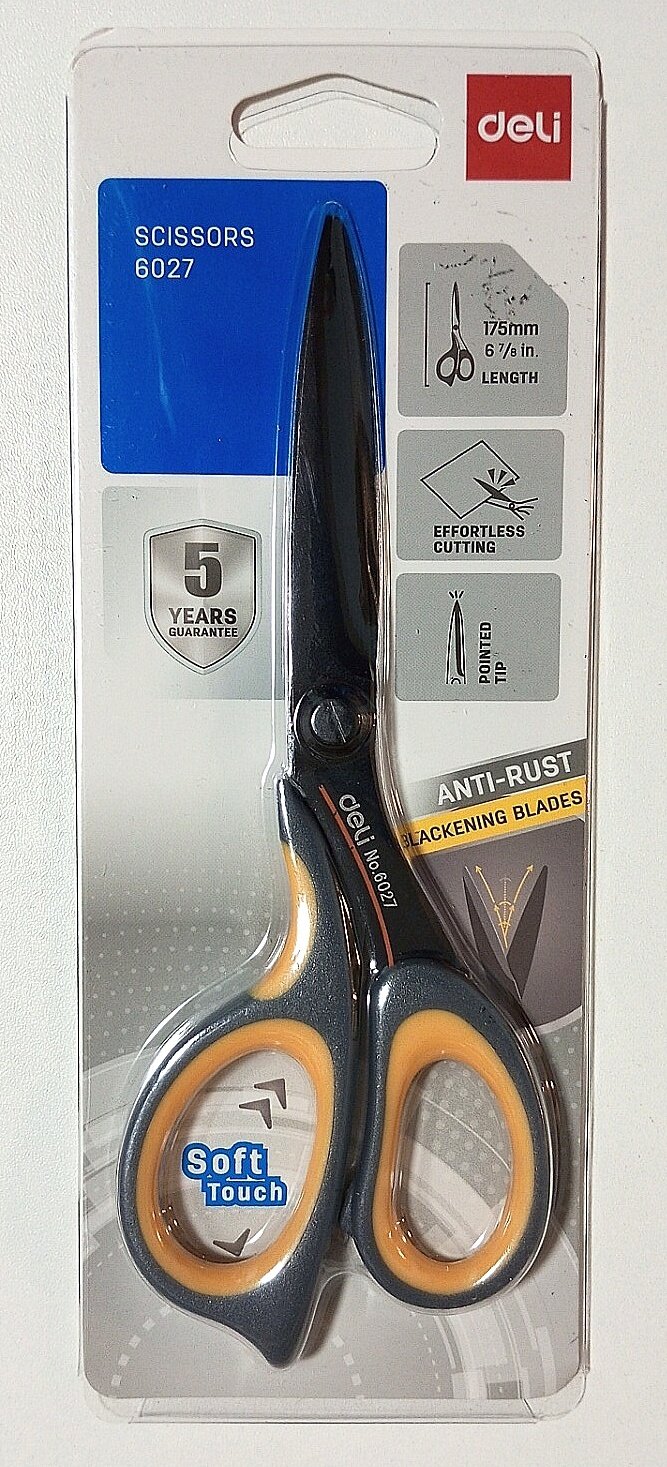 deli
SCISSORS
6027
175mm
6 7/8 in.
LENGTH
EFFORTLESS
CUTTING
5
YEARS
GUARANTEE
POINTED
TIP
ANTI-RUST
BLACKENING BLADES
deli No.6027
Soft
Touch